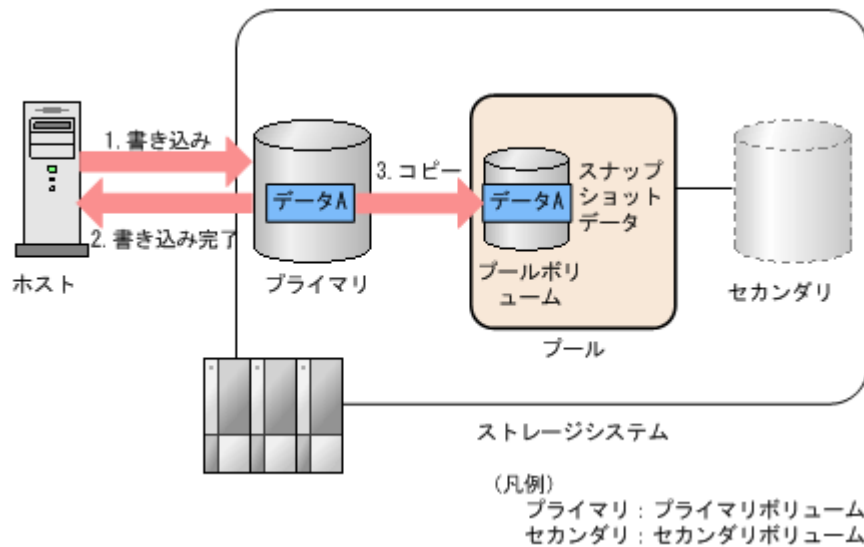 1.書き込み
データA
2.書き込み完了
ホスト
プライマリ
3.コピー
データA
スナップ
ショット
データ
プールボリ
ューム
プール
セカンダリ
ストレージシステム
(凡例)
プライマリ：プライマリボリューム
セカンダリ：セカンダリボリューム